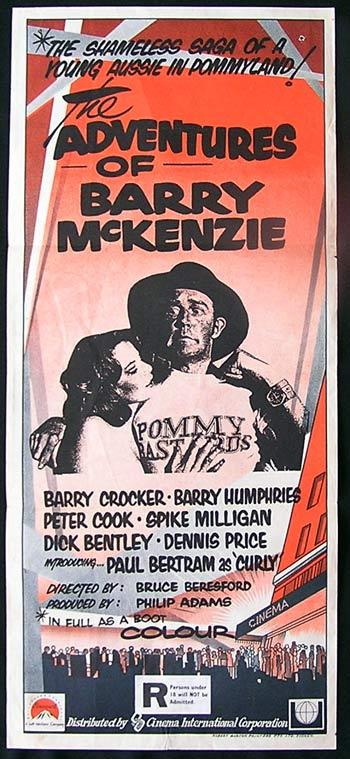 *THE SHAMELESS SAGA OF A
YOUNG AUSSIE IN POMMYLAND!
The
ADVENTURES
— OF —
BARRY
McKENZIE
POMMY
BASTARDS
BARRY CROCKER · BARRY HUMPHRIES
PETER COOK · SPIKE MILLIGAN
DICK BENTLEY · DENNIS PRICE
INTRODUCING... PAUL BERTRAM as 'CURLY'
DIRECTED BY: BRUCE BERESFORD
PRODUCED BY: PHILIP ADAMS
*IN FULL AS A BOOT
COLOUR
CINEMA
R
Persons under
18 will NOT be
Admitted
Distributed by Cinema International Corporation